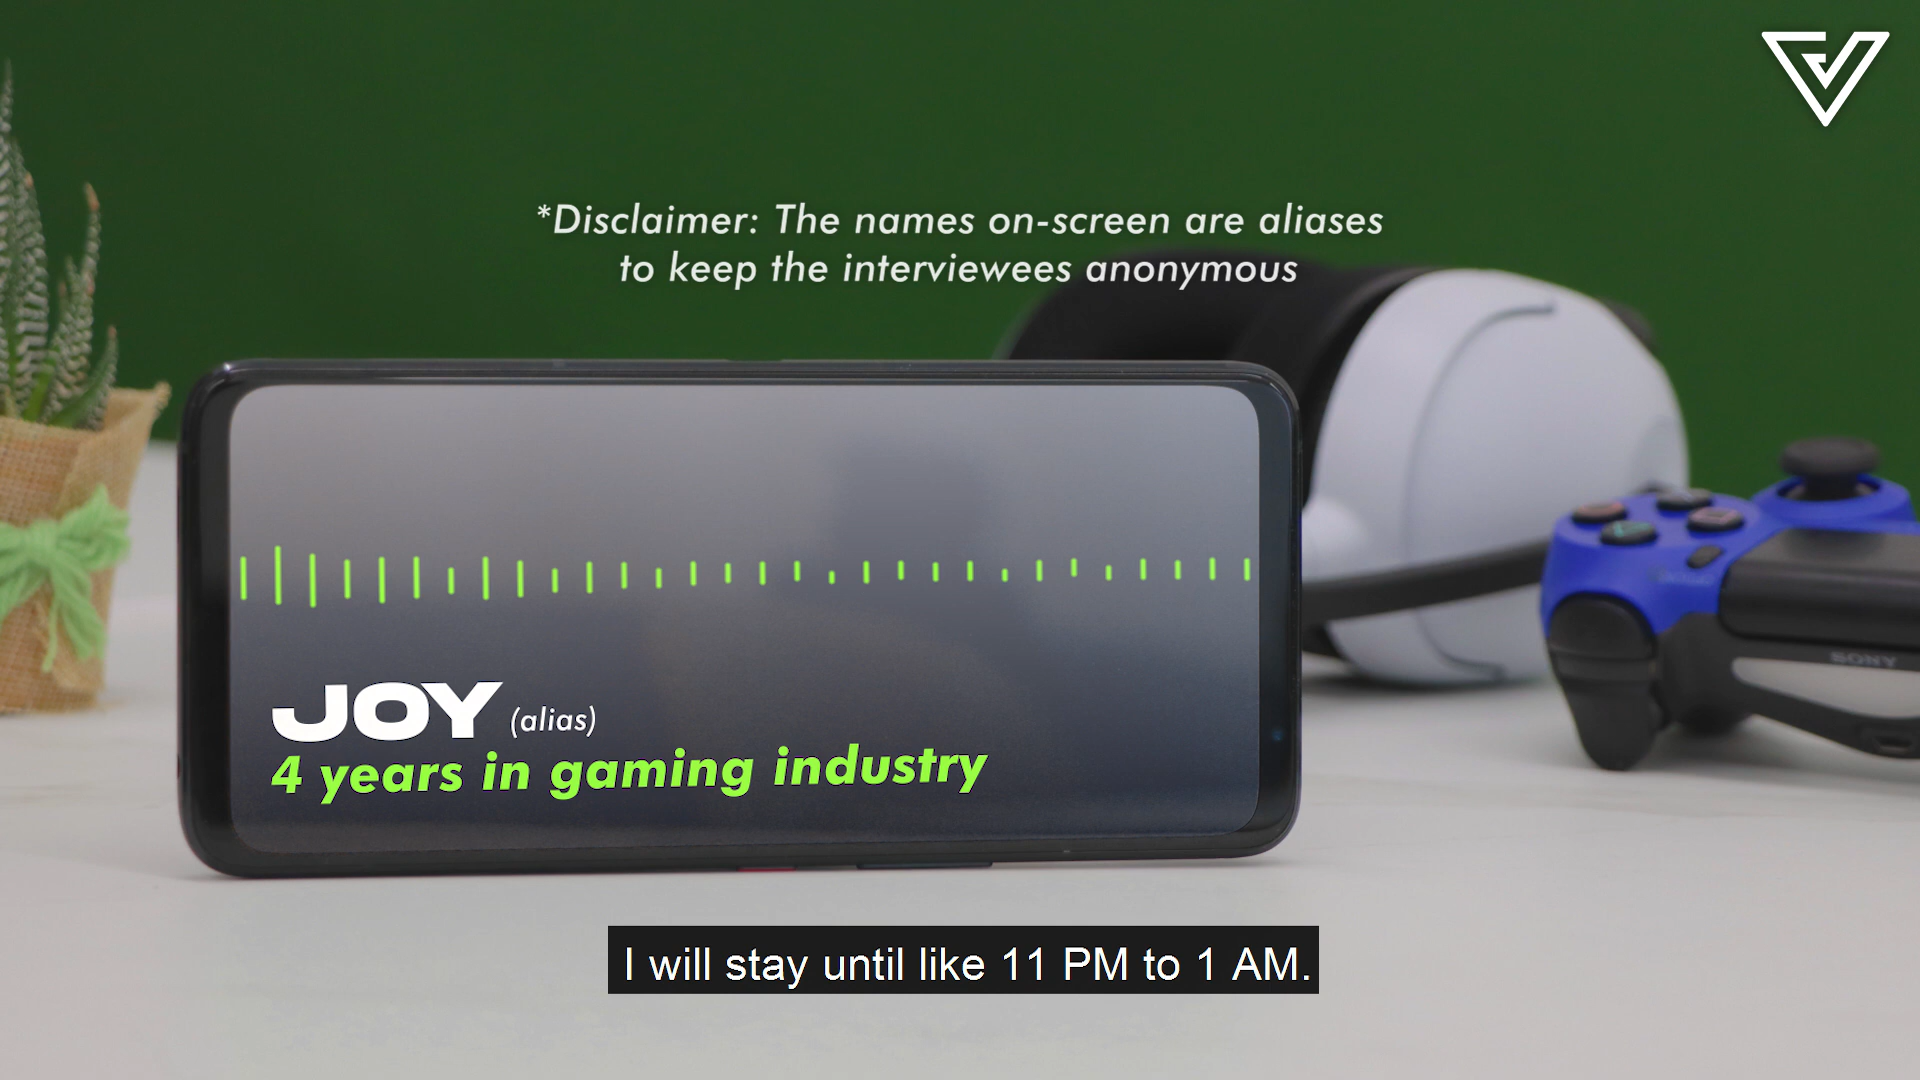 *Disclaimer: The names on-screen are aliases
to keep the interviewees anonymous
JOY (alias)
4 years in gaming industry
SONY
I will stay until like 11 PM to 1 AM.